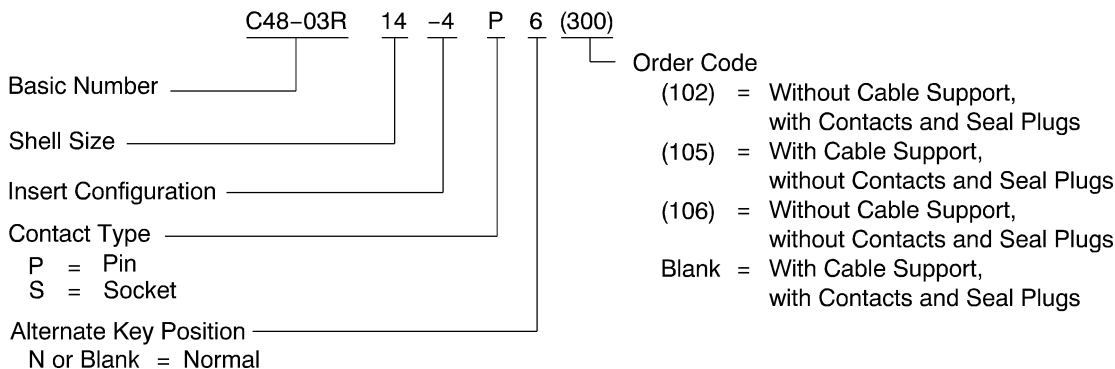 C48-03R 14 -4 P 6 (300)
Basic Number
Shell Size
Insert Configuration
Contact Type
P = Pin
S = Socket
Alternate Key Position
N or Blank = Normal
Order Code
(102) = Without Cable Support,
with Contacts and Seal Plugs
(105) = With Cable Support,
without Contacts and Seal Plugs
(106) = Without Cable Support,
without Contacts and Seal Plugs
Blank = With Cable Support,
with Contacts and Seal Plugs